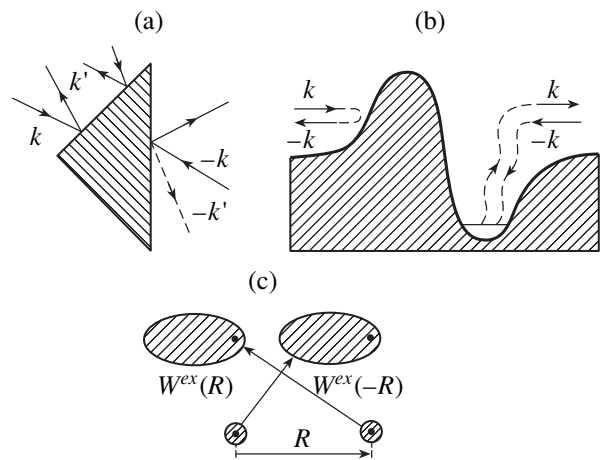 (a)
k'
k
–k
–k'
(b)
k
–k
k
–k
(c)
W^{ex}(R)
W^{ex}(–R)
R